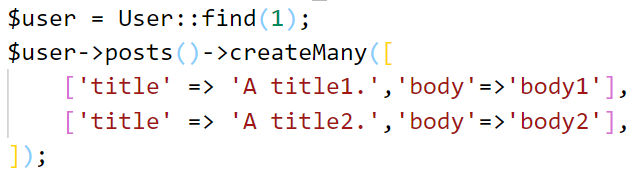 $user = User::find(1);
$user->posts()->createMany([
    ['title' => 'A title1.','body'=>'body1'],
    ['title' => 'A title2.','body'=>'body2'],
]);